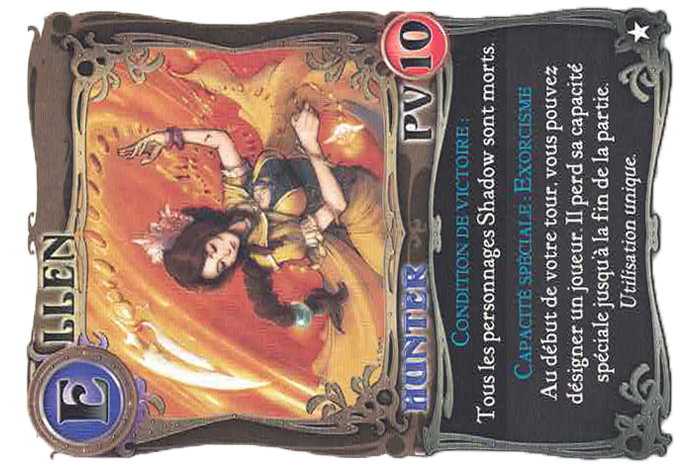 ELLEN
HUNTER PV 10
CONDITION DE VICTOIRE :
Tous les personnages Shadow sont morts.
CAPACITÉ SPÉCIALE : EXORCISME
Au début de votre tour, vous pouvez
désigner un joueur. Il perd sa capacité
spéciale jusqu'à la fin de la partie.
Utilisation unique.